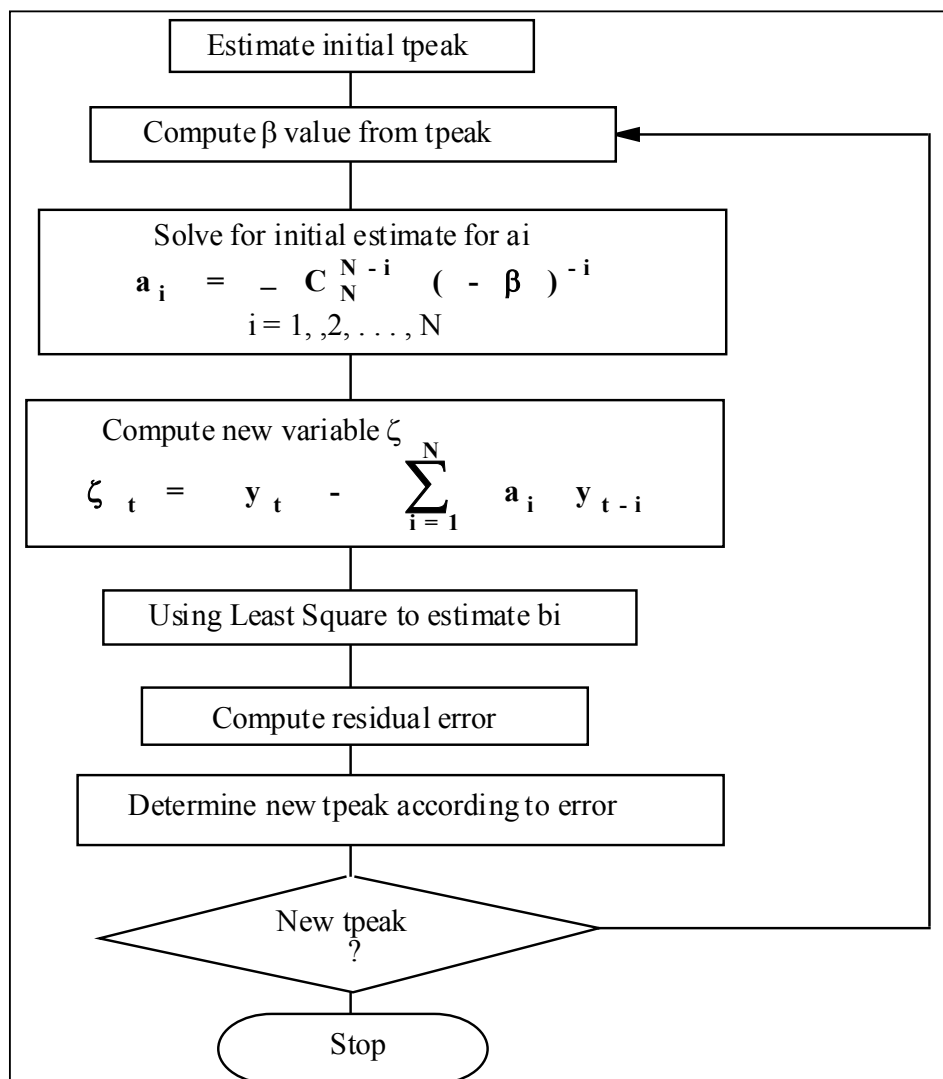 Estimate initial tpeak
Compute β value from tpeak
Solve for initial estimate for ai
a i = – C N N - i ( - β ) - i
i = 1, ,2, . . . , N
Compute new variable ζ
ζ t = y t - ∑ i = 1 N a i y t - i
Using Least Square to estimate bi
Compute residual error
Determine new tpeak according to error
New tpeak
?
Stop